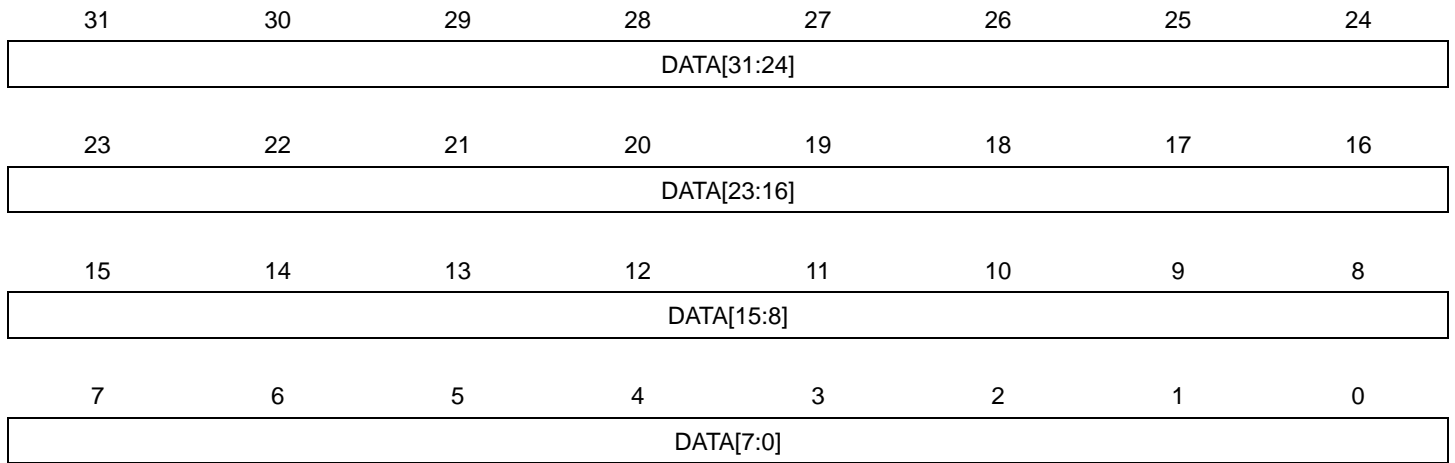 31 30 29 28 27 26 25 24
DATA[31:24]
23 22 21 20 19 18 17 16
DATA[23:16]
15 14 13 12 11 10 9 8
DATA[15:8]
7 6 5 4 3 2 1 0
DATA[7:0]